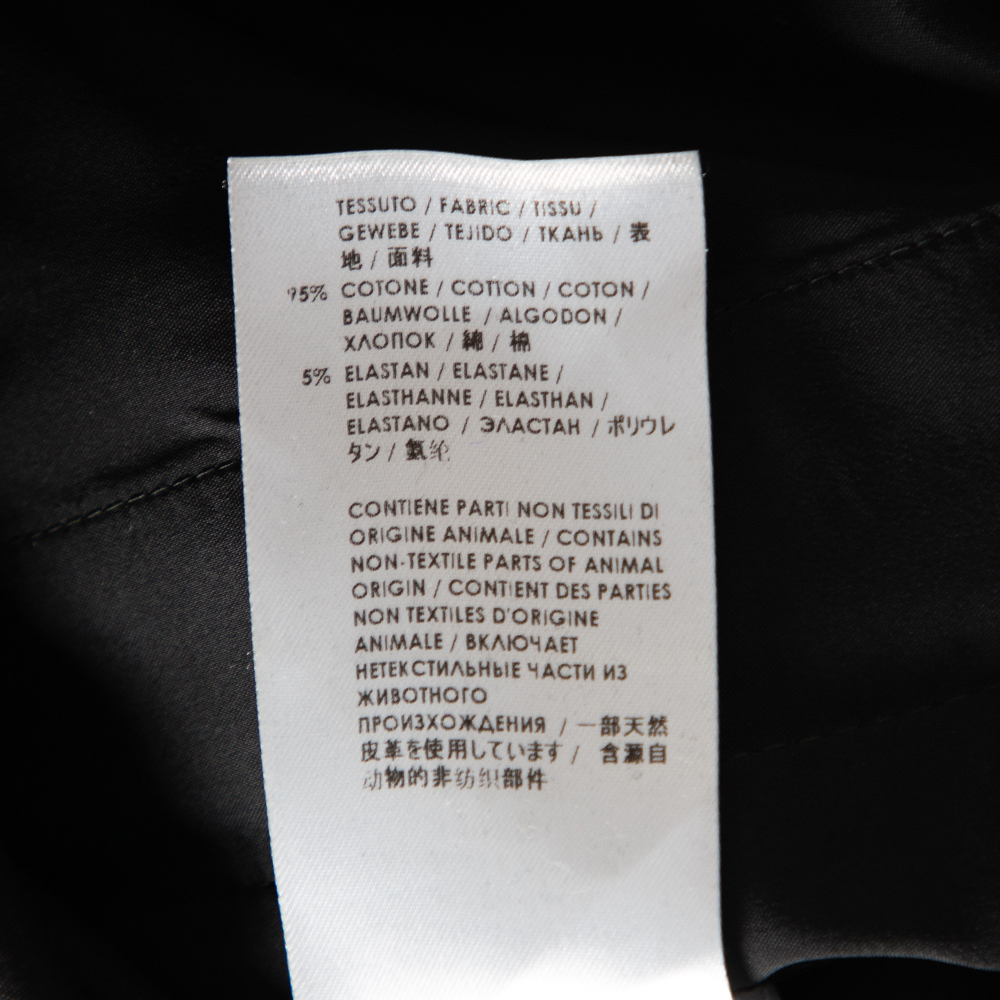 TESSUTO / FABRIC / TISSU /
GEWEBE / TEJIDO / ТКАНЬ / 表
地 / 面料
95% COTONE / COTTON / COTON /
BAUMWOLLE / ALGODON /
ХЛОПОК / 綿 / 棉
5% ELASTAN / ELASTANE /
ELASTHANNE / ELASTHAN /
ELASTANO / ЭЛАСТАН / ポリウレ
タン / 氨纶
CONTIENE PARTI NON TESSILI DI
ORIGINE ANIMALE / CONTAINS
NON-TEXTILE PARTS OF ANIMAL
ORIGIN / CONTIENT DES PARTIES
NON TEXTILES D'ORIGINE
ANIMALE / ВКЛЮЧАЕТ
НЕТЕКСТИЛЬНЫЕ ЧАСТИ ИЗ
ЖИВОТНОГО
ПРОИЗХОЖДЕНИЯ / 一部天然
皮革を使用しています / 含源自
动物的非纺织部件